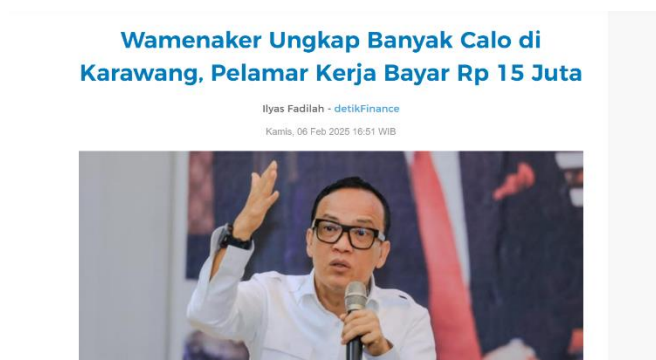 Wamenaker Ungkap Banyak Calo di
Karawang, Pelamar Kerja Bayar Rp 15 Juta
Ilyas Fadilah - detikFinance
Kamis, 06 Feb 2025 16:51 WIB